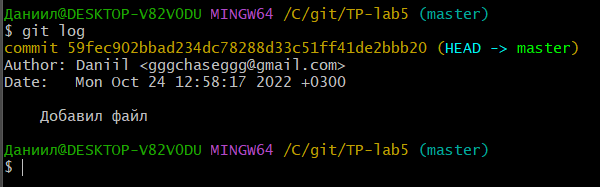 Даниил@DESKTOP-V82V0DU MINGW64 /C/git/TP-lab5 (master)
$ git log
commit 59fec902bbad234dc78288d33c51ff41de2bbb20 (HEAD -> master)
Author: Daniil <gggchaseggg@gmail.com>
Date:   Mon Oct 24 12:58:17 2022 +0300
    Добавил файл
Даниил@DESKTOP-V82V0DU MINGW64 /C/git/TP-lab5 (master)
$